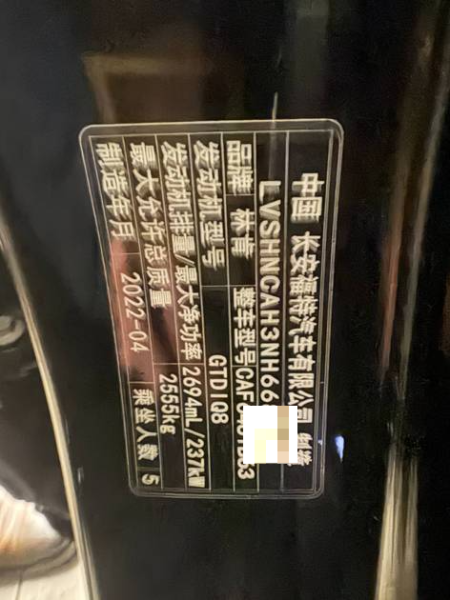 中国 长安福特汽车有限公司 制造
LVSHNCAH3NH66
品牌 林肯 整车型号CAF
发动机型号 GTDIQ8
发动机排量/最大净功率 2694mL/237kW
最大允许总质量 2555kg
制造年月 2022-04 乘坐人数 5